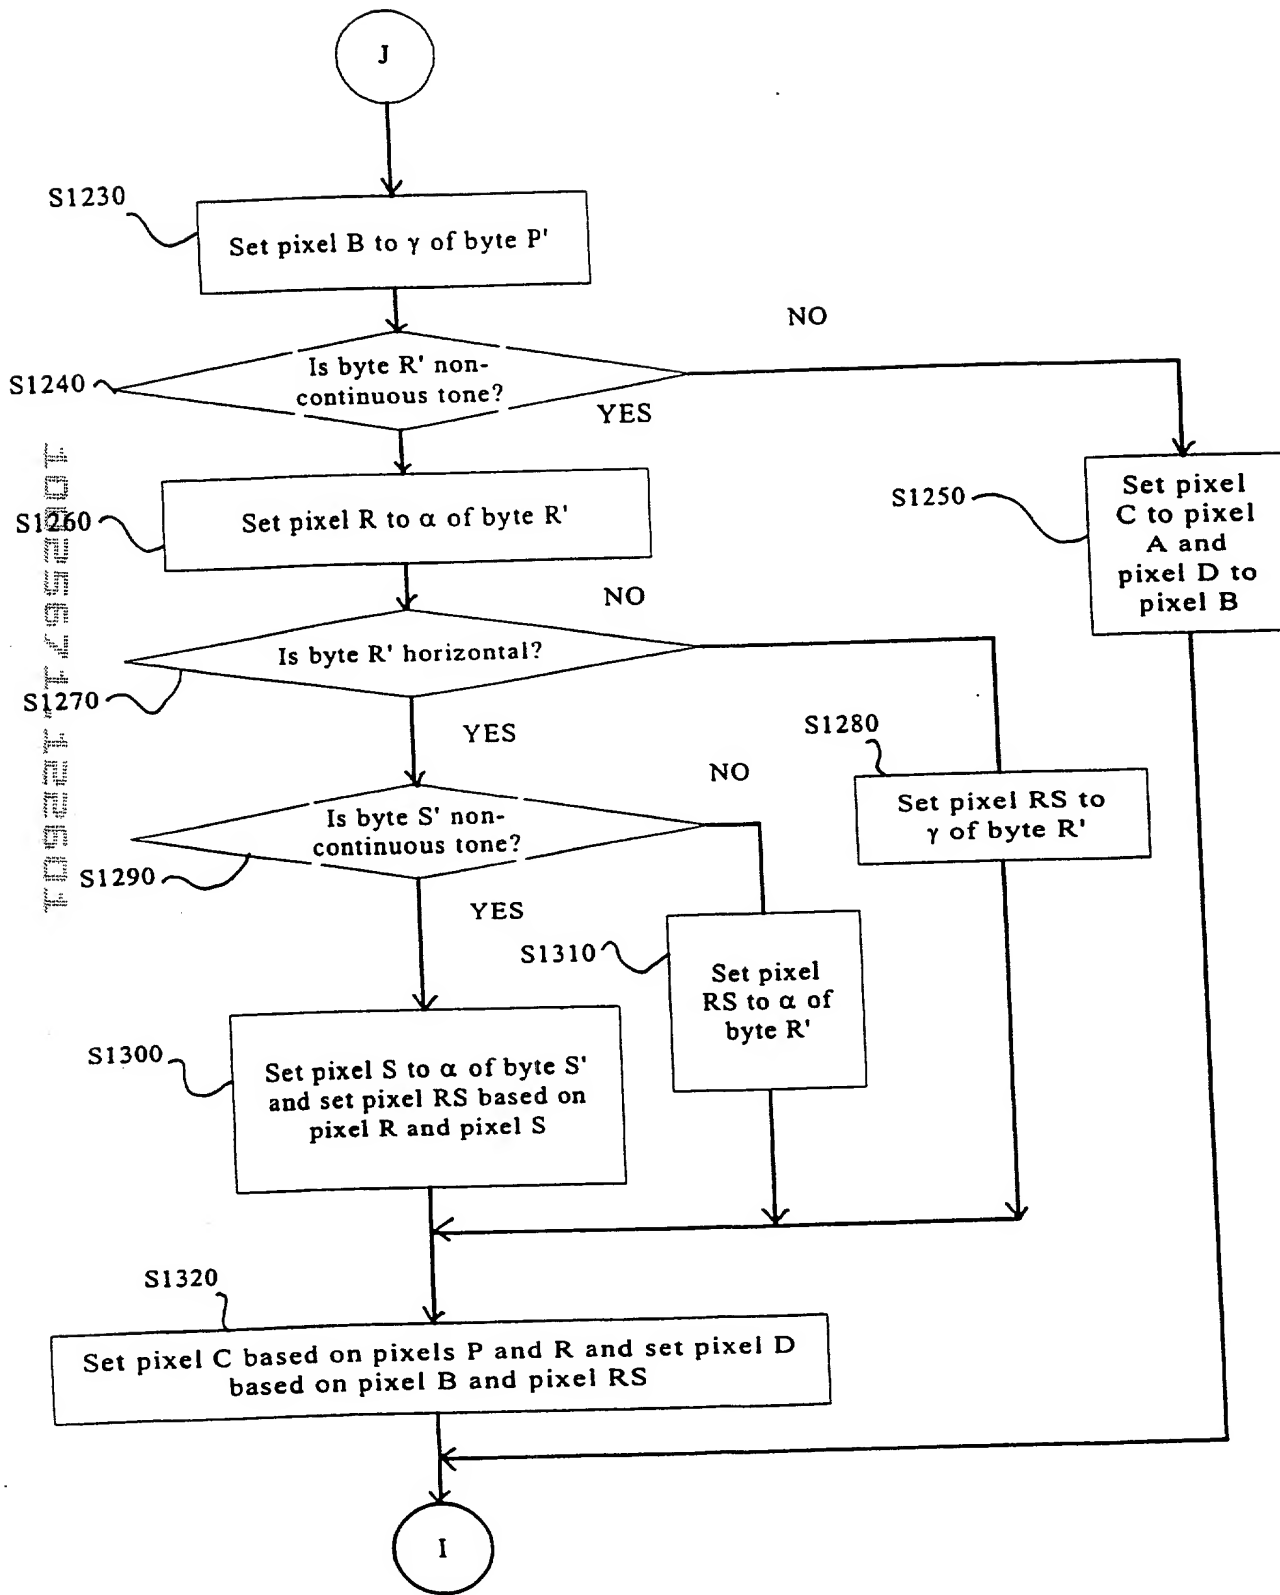 J
S1230
Set pixel B to γ of byte P'
NO
S1240
Is byte R' non-
continuous tone?
YES
S1250
Set pixel
C to pixel
A and
pixel D to
pixel B
S1260
Set pixel R to α of byte R'
NO
Is byte R' horizontal?
S1270
YES
S1280
Set pixel RS to
γ of byte R'
NO
Is byte S' non-
continuous tone?
S1290
YES
S1310
Set pixel
RS to α of
byte R'
S1300
Set pixel S to α of byte S'
and set pixel RS based on
pixel R and pixel S
S1320
Set pixel C based on pixels P and R and set pixel D
based on pixel B and pixel RS
I
10025671.122601